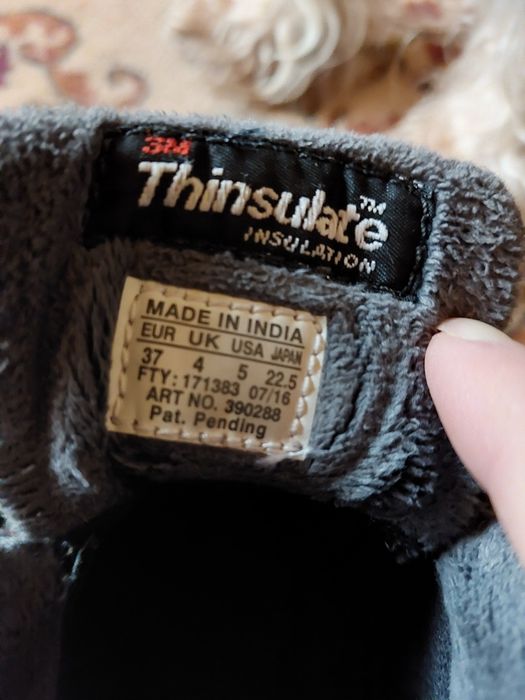 3M
Thinsulate™
INSULATION
MADE IN INDIA
EUR UK USA JAPAN
37 4 5 22.5
FTY: 171383 07/16
ART NO. 390288
Pat. Pending